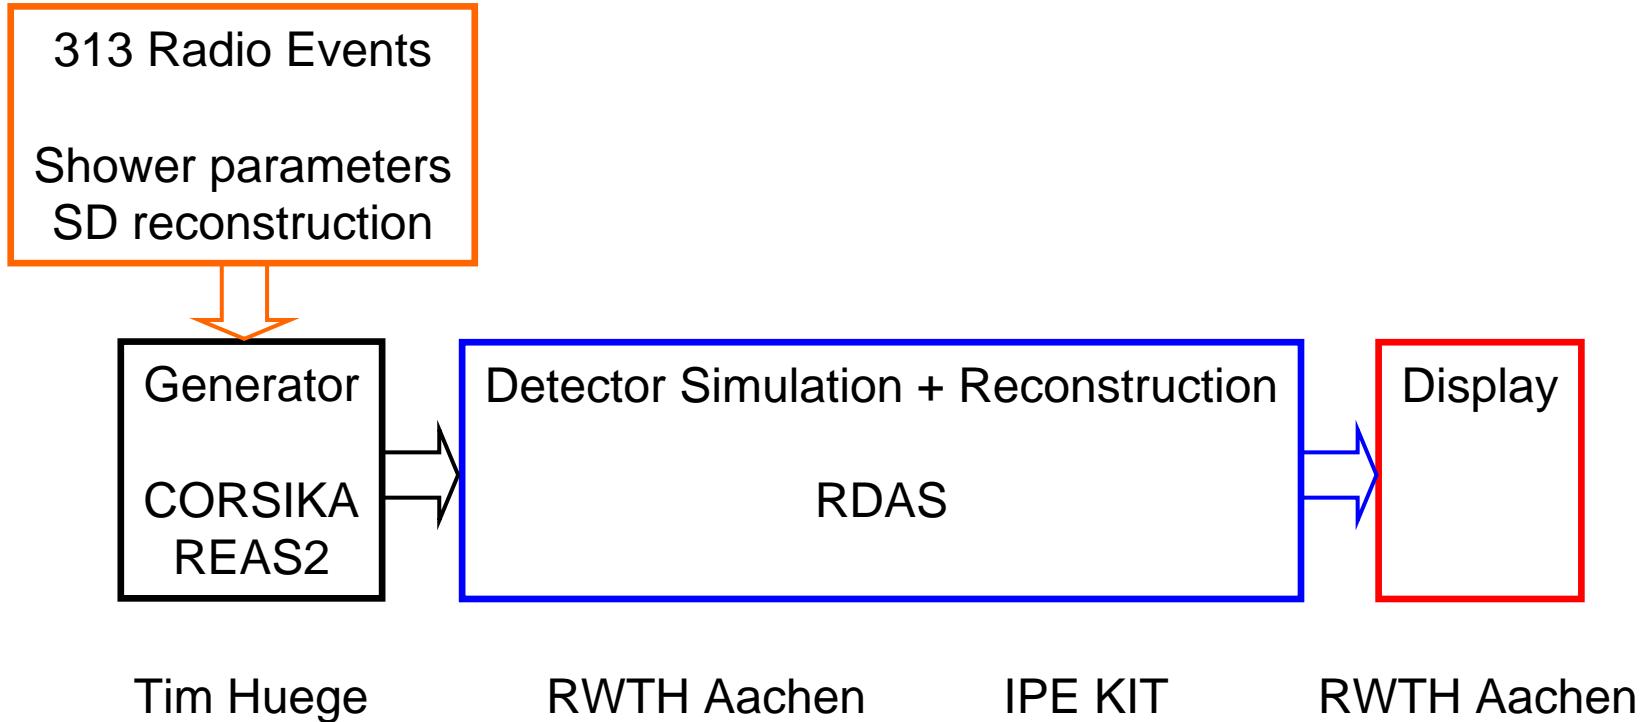 313 Radio Events
Shower parameters
SD reconstruction
Generator
CORSIKA
REAS2
Detector Simulation + Reconstruction
RDAS
Display
Tim Huege
RWTH Aachen
IPE KIT
RWTH Aachen